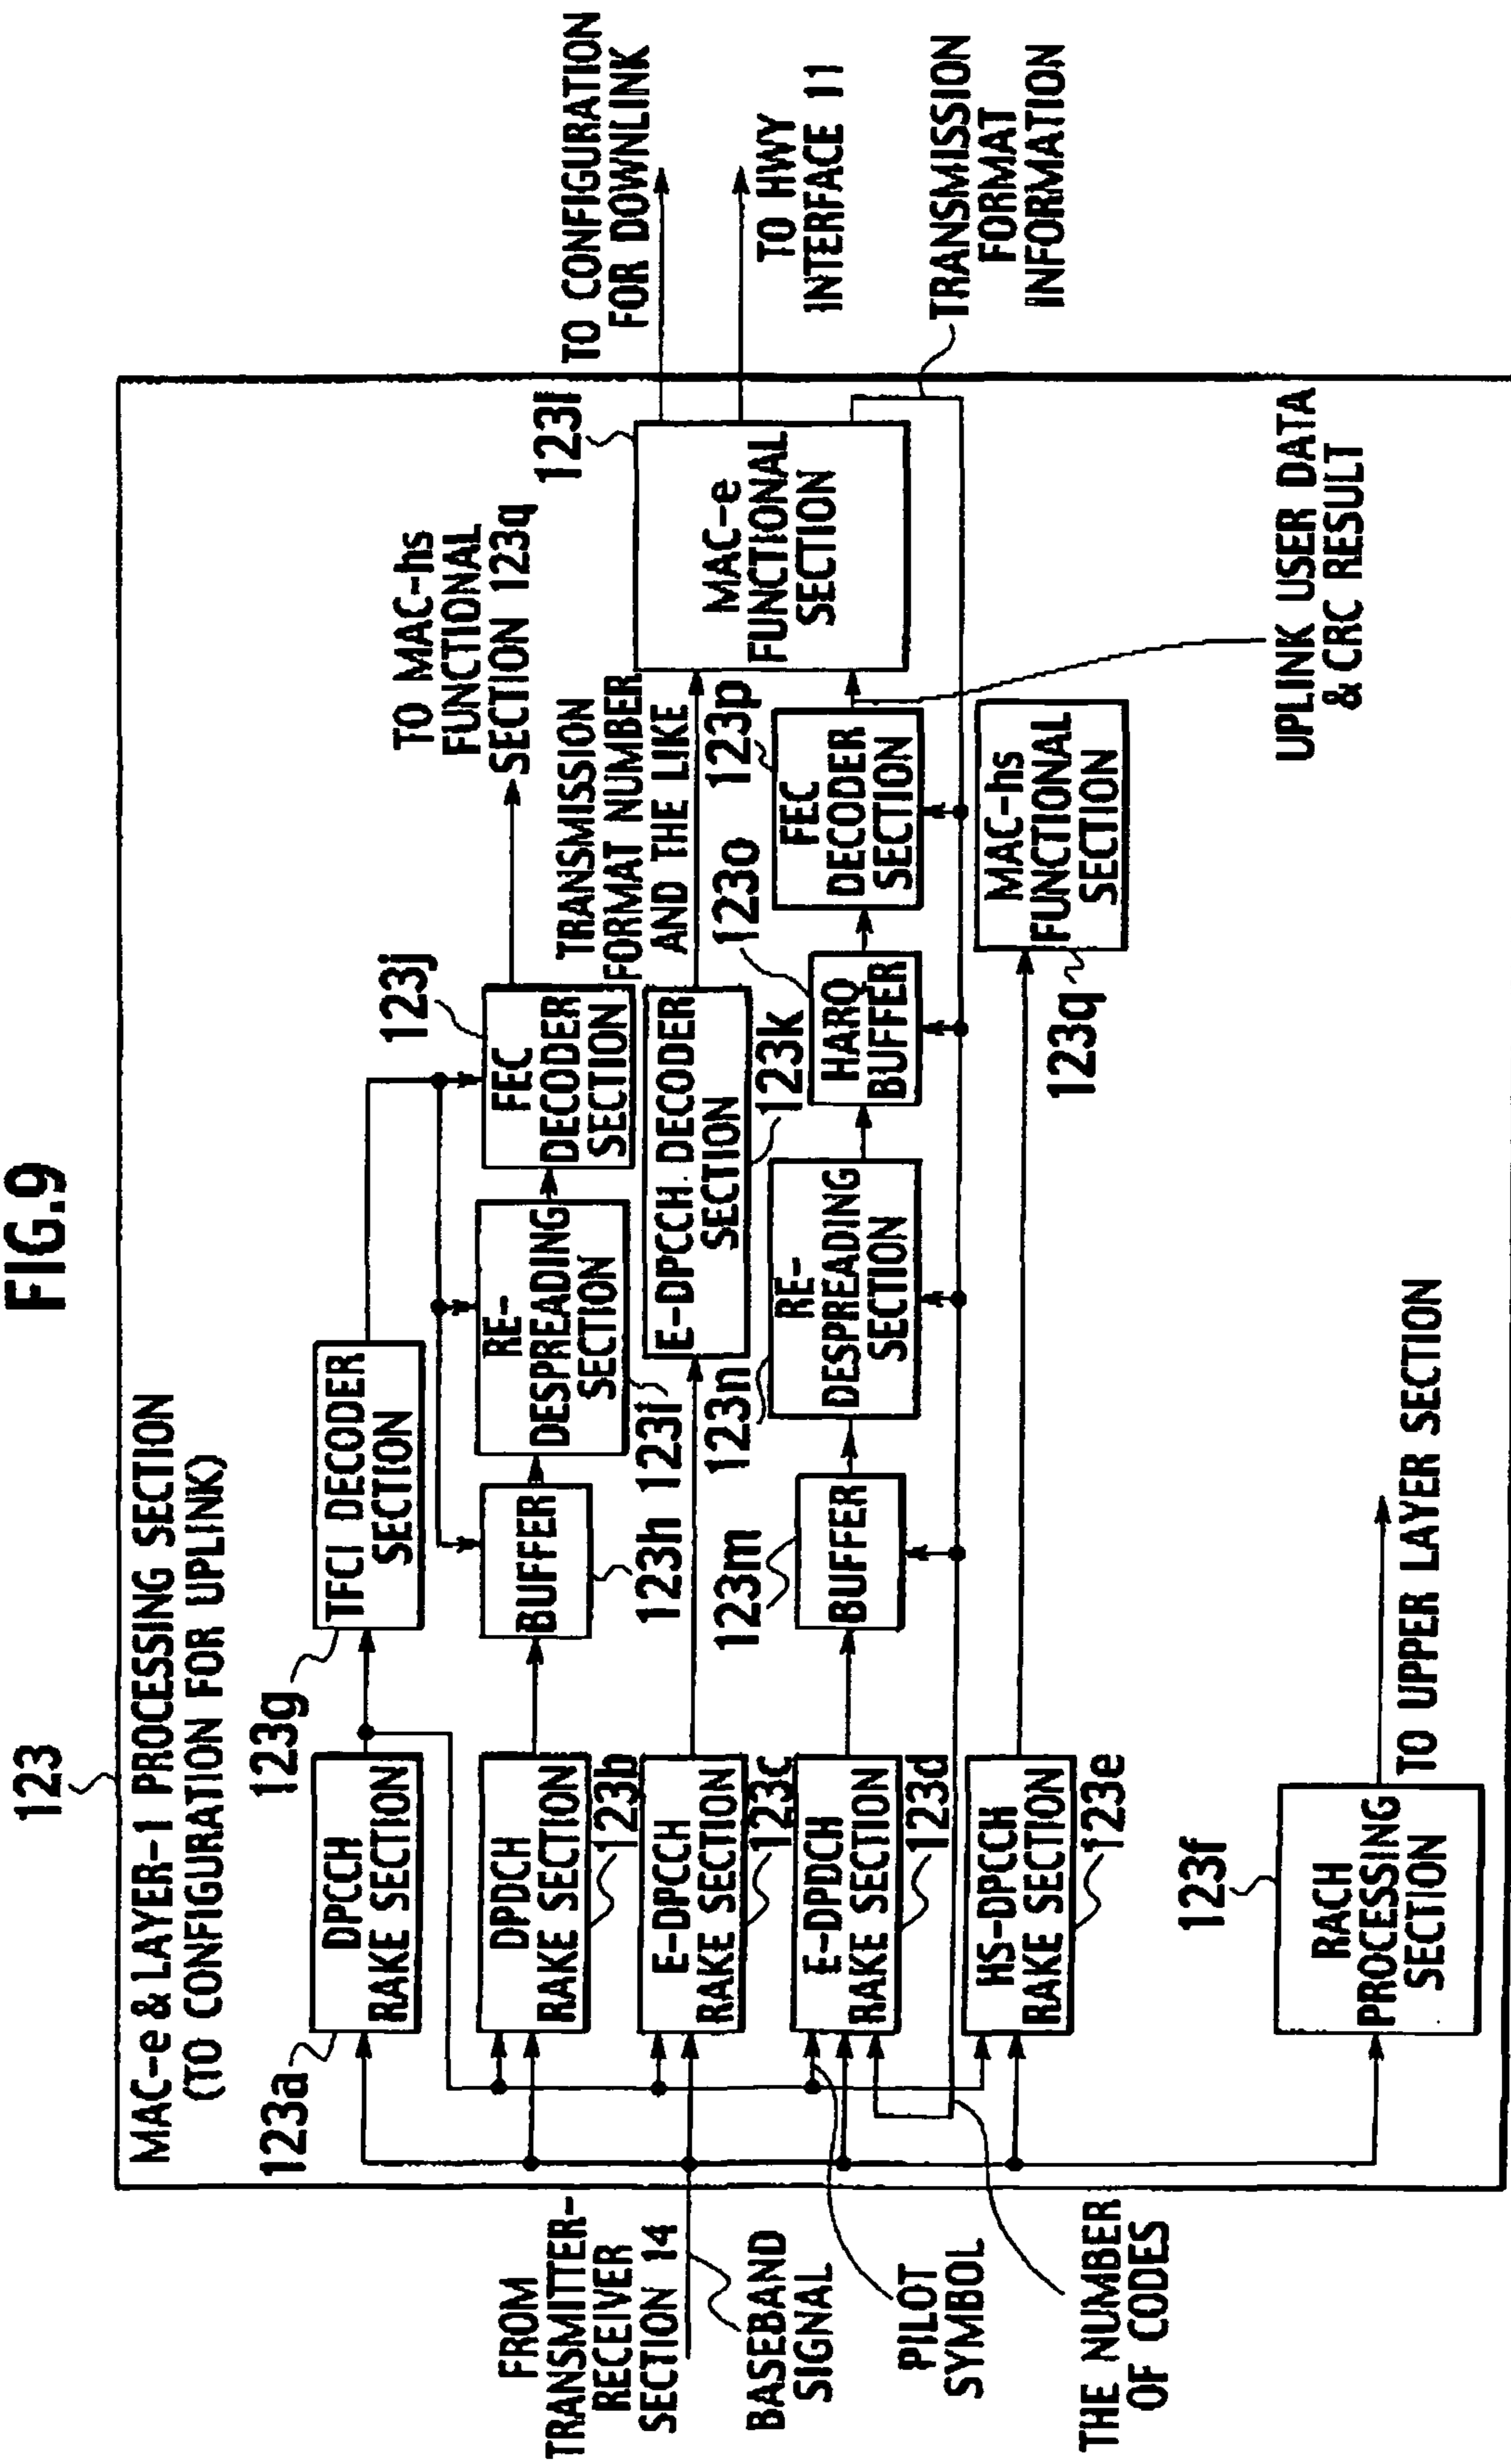 FIG.9
123
MAC-e & LAYER-1 PROCESSING SECTION
(TO CONFIGURATION FOR UPLINK)
123a
DPCCH
RAKE SECTION
123g
TFCI DECODER
SECTION
DPDCH
RAKE SECTION
123b
BUFFER
123h
RE-
DESPREADING
SECTION
123i
FEC
DECODER
SECTION
123j
TO MAC-hs
FUNCTIONAL
SECTION 123q
E-DPCCH
RAKE SECTION
123c
E-DPCCH DECODER
SECTION
123k
TRANSMISSION
FORMAT NUMBER
AND THE LIKE
MAC-e
FUNCTIONAL
SECTION
123l
TO CONFIGURATION
FOR DOWNLINK
TO HWY
INTERFACE 11
TRANSMISSION
FORMAT
INFORMATION
E-DPDCH
RAKE SECTION
123d
123m
BUFFER
123n
RE-
DESPREADING
SECTION
123o
HARQ
BUFFER
123p
FEC
DECODER
SECTION
UPLINK USER DATA
& CRC RESULT
HS-DPCCH
RAKE SECTION
123e
MAC-hs
FUNCTIONAL
SECTION
123q
123f
RACH
PROCESSING
SECTION
TO UPPER LAYER SECTION
FROM
TRANSMITTER-
RECEIVER
SECTION 14
BASEBAND
SIGNAL
PILOT
SYMBOL
THE NUMBER
OF CODES